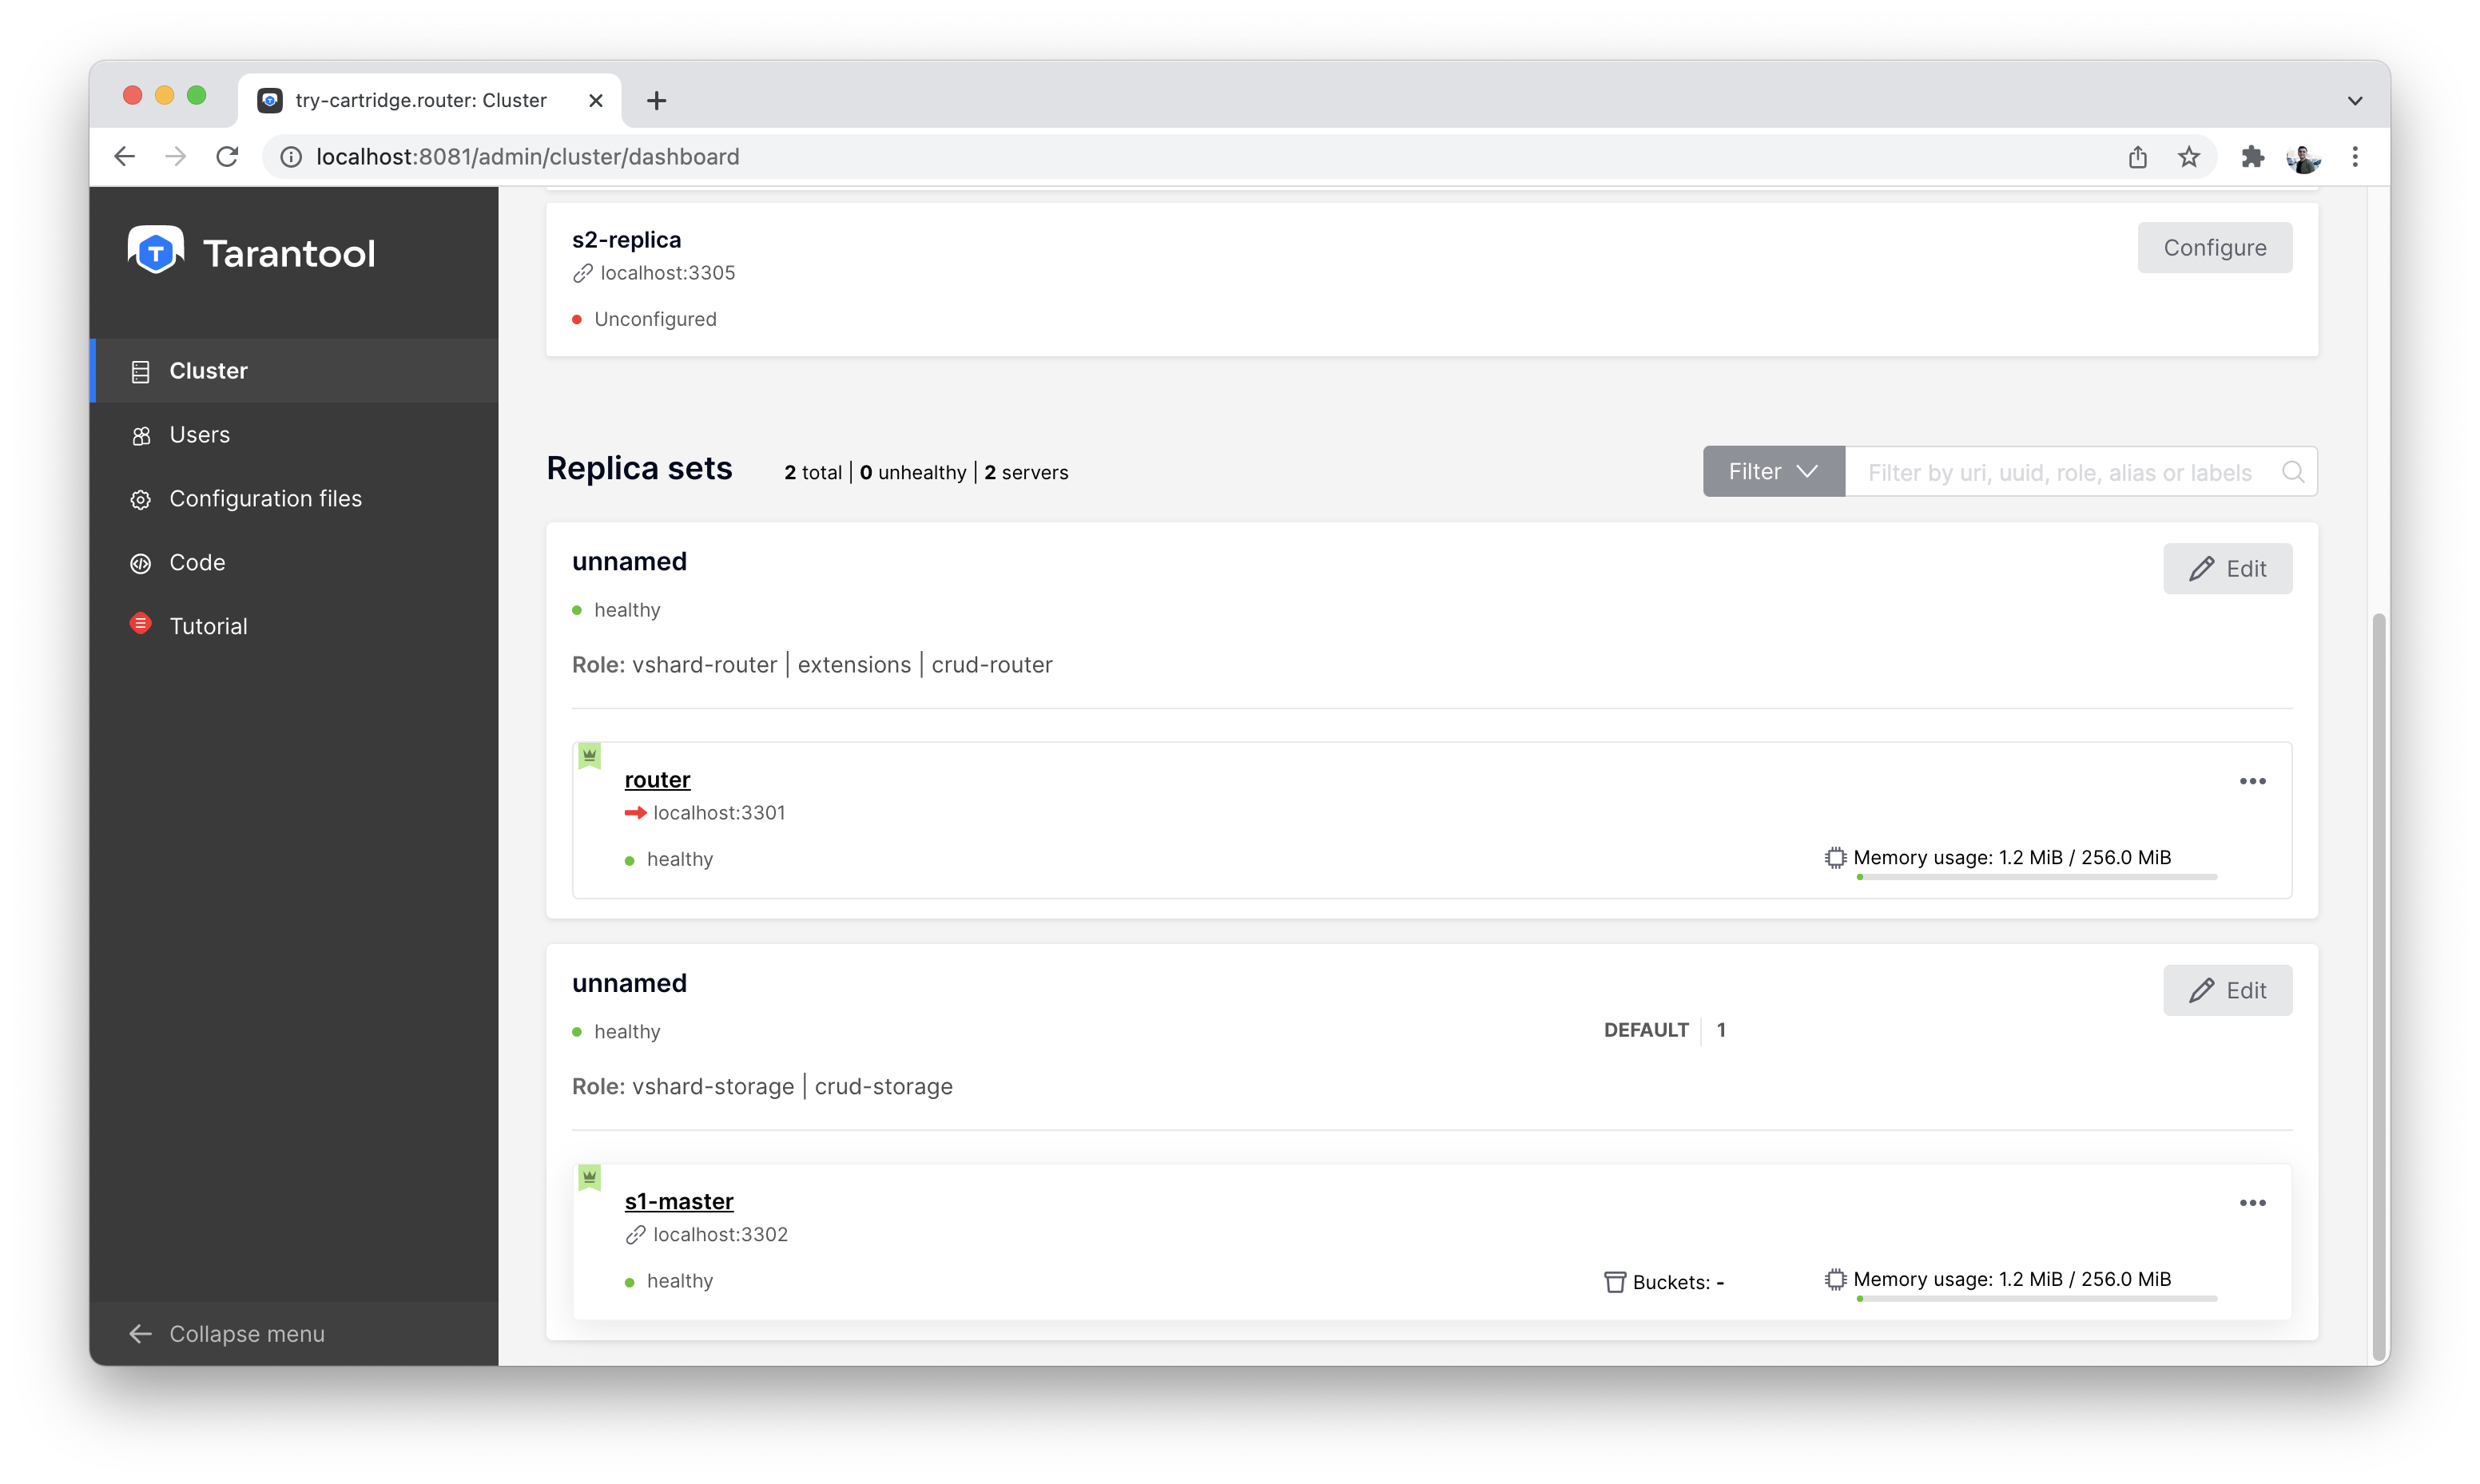 try-cartridge.router: Cluster
localhost:8081/admin/cluster/dashboard
Tarantool
Cluster
Users
Configuration files
Code
Tutorial
Collapse menu
s2-replica
localhost:3305
Unconfigured
Configure
Replica sets
2 total | 0 unhealthy | 2 servers
Filter
Filter by uri, uuid, role, alias or labels
unnamed
Edit
healthy
Role: vshard-router | extensions | crud-router
router
localhost:3301
healthy
Memory usage: 1.2 MiB / 256.0 MiB
unnamed
Edit
healthy
DEFAULT | 1
Role: vshard-storage | crud-storage
s1-master
localhost:3302
healthy
Buckets: -
Memory usage: 1.2 MiB / 256.0 MiB